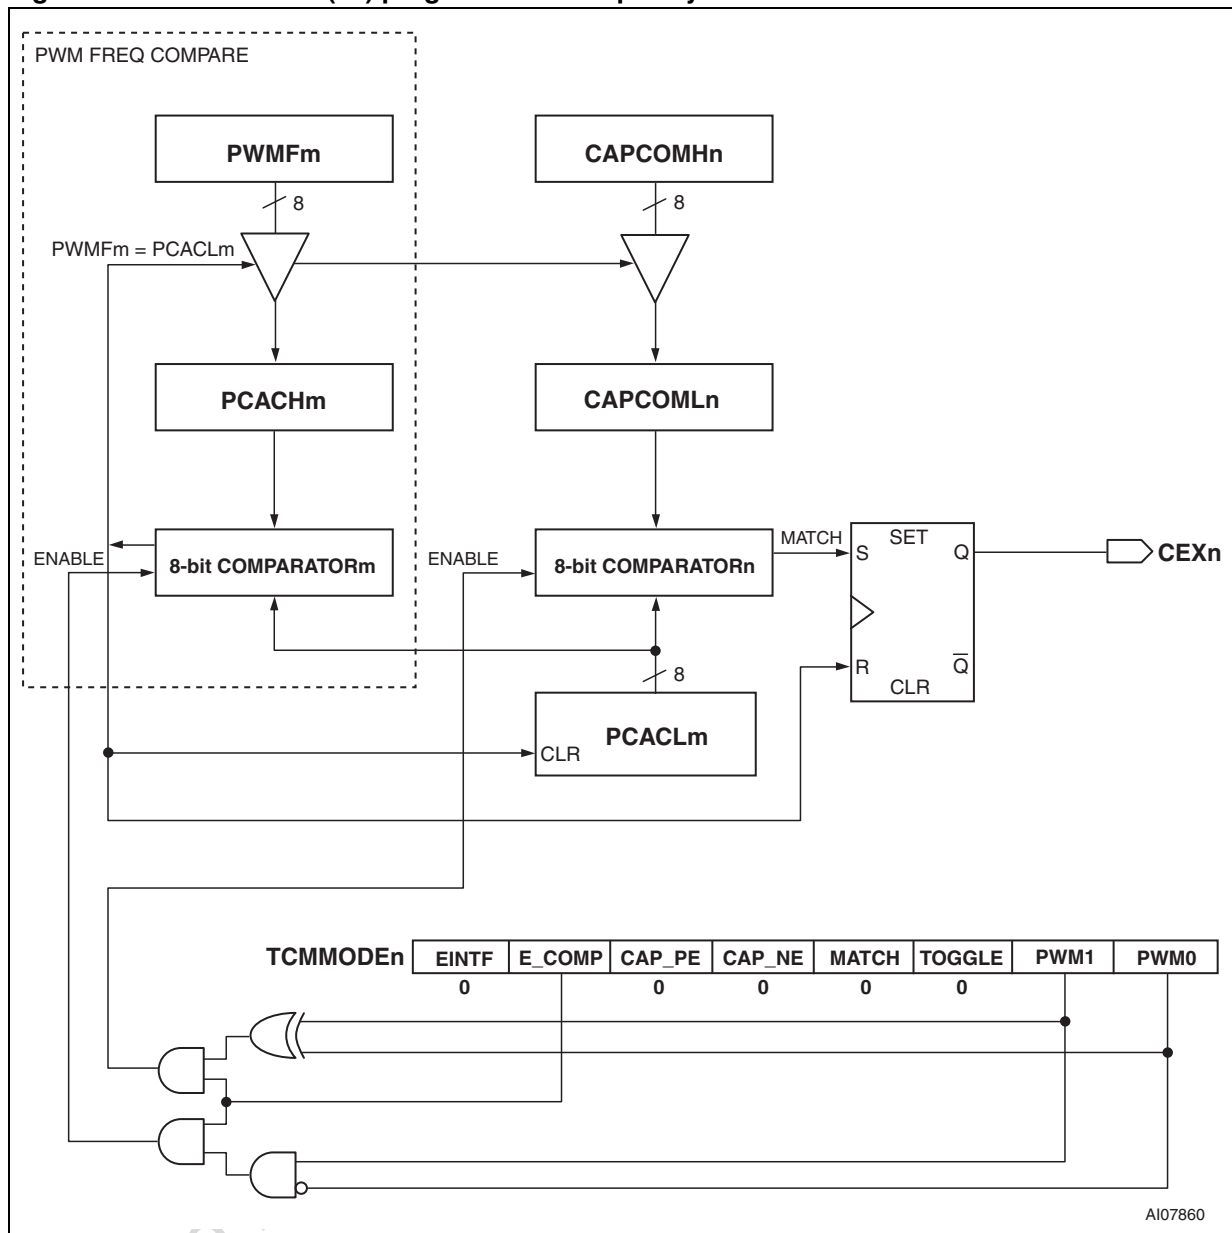 PWM FREQ COMPARE
PWMFm
CAPCOMHn
8
8
PWMFm = PCACLm
PCACHm
CAPCOMLn
ENABLE
8-bit COMPARATORm
ENABLE
8-bit COMPARATORn
MATCH
SET
S
Q
CEXn
R
Q
CLR
8
PCACLm
CLR
TCMMODEn
EINTF E_COMP CAP_PE CAP_NE MATCH TOGGLE PWM1 PWM0
0 0 0 0 0
AI07860